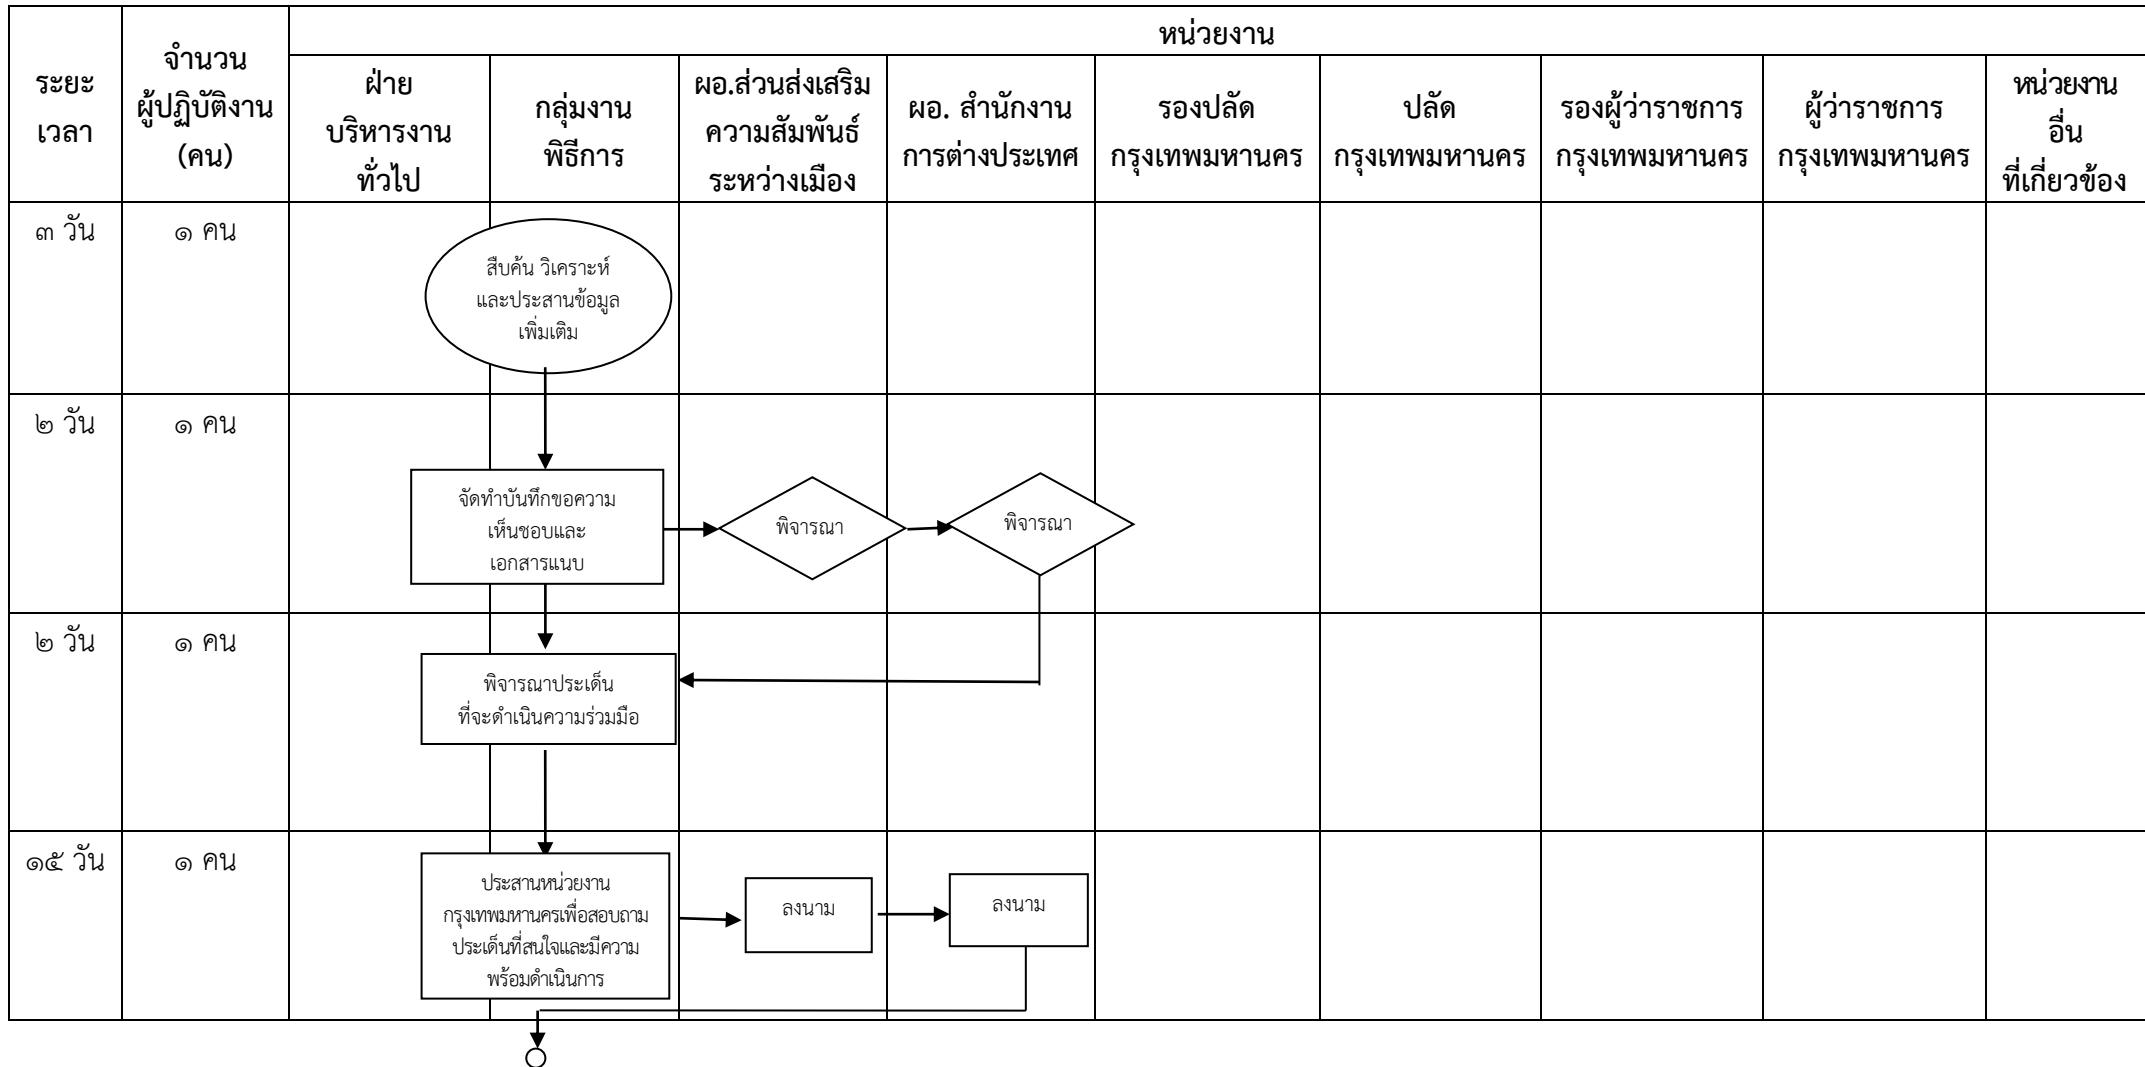 หน่วยงาน
ระยะ
เวลา
จำนวน
ผู้ปฏิบัติงาน
(คน)
ฝ่าย
บริหารงาน
ทั่วไป
กลุ่มงาน
พิธีการ
ผอ.ส่วนส่งเสริม
ความสัมพันธ์
ระหว่างเมือง
ผอ. สำนักงาน
การต่างประเทศ
รองปลัด
กรุงเทพมหานคร
ปลัด
กรุงเทพมหานคร
รองผู้ว่าราชการ
กรุงเทพมหานคร
ผู้ว่าราชการ
กรุงเทพมหานคร
หน่วยงาน
อื่น
ที่เกี่ยวข้อง
๓ วัน
๑ คน
สืบค้น วิเคราะห์
และประสานข้อมูล
เพิ่มเติม
๒ วัน
๑ คน
จัดทำบันทึกขอความ
เห็นชอบและ
เอกสารแนบ
พิจารณา
พิจารณา
๒ วัน
๑ คน
พิจารณาประเด็น
ที่จะดำเนินความร่วมมือ
๑๕ วัน
๑ คน
ประสานหน่วยงาน
กรุงเทพมหานครเพื่อสอบถาม
ประเด็นที่สนใจและมีความ
พร้อมดำเนินการ
ลงนาม
ลงนาม